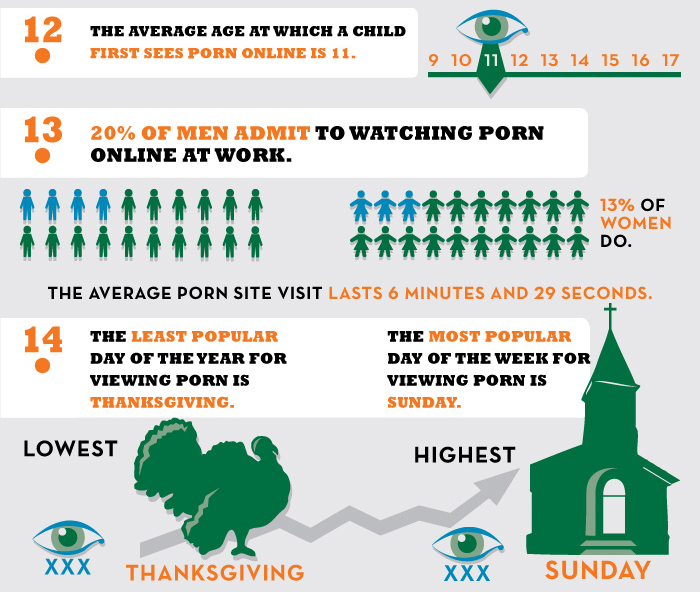 12
THE AVERAGE AGE AT WHICH A CHILD
FIRST SEES PORN ONLINE IS 11.
9 10 11 12 13 14 15 16 17
13
20% OF MEN ADMIT TO WATCHING PORN
ONLINE AT WORK.
13% OF
WOMEN
DO.
THE AVERAGE PORN SITE VISIT LASTS 6 MINUTES AND 29 SECONDS.
14
THE LEAST POPULAR
DAY OF THE YEAR FOR
VIEWING PORN IS
THANKSGIVING.
THE MOST POPULAR
DAY OF THE WEEK FOR
VIEWING PORN IS
SUNDAY.
LOWEST
HIGHEST
XXX
THANKSGIVING
XXX
SUNDAY